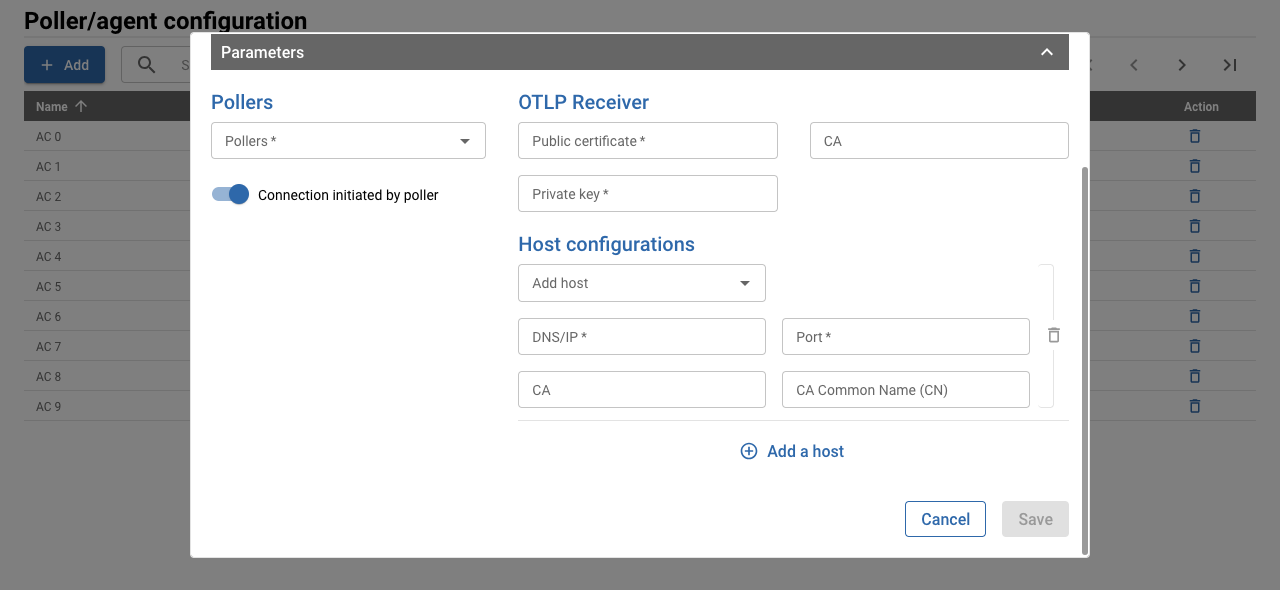 Poller/agent configuration
Add
S
Name
Action
AC 0
AC 1
AC 2
AC 3
AC 4
AC 5
AC 6
AC 7
AC 8
AC 9
Parameters
Pollers
Pollers *
Connection initiated by poller
OTLP Receiver
Public certificate *
CA
Private key *
Host configurations
Add host
DNS/IP *
Port *
CA
CA Common Name (CN)
Add a host
Cancel
Save